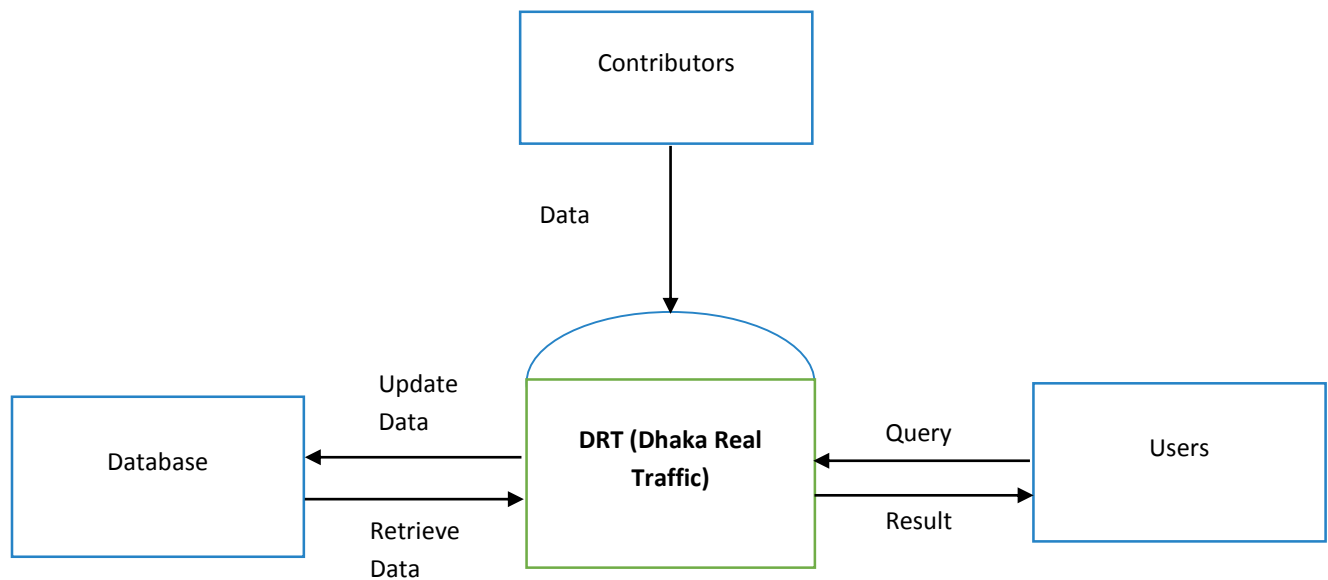 Contributors
Data
Update
Data
DRT (Dhaka Real
Traffic)
Query
Users
Database
Retrieve
Data
Result